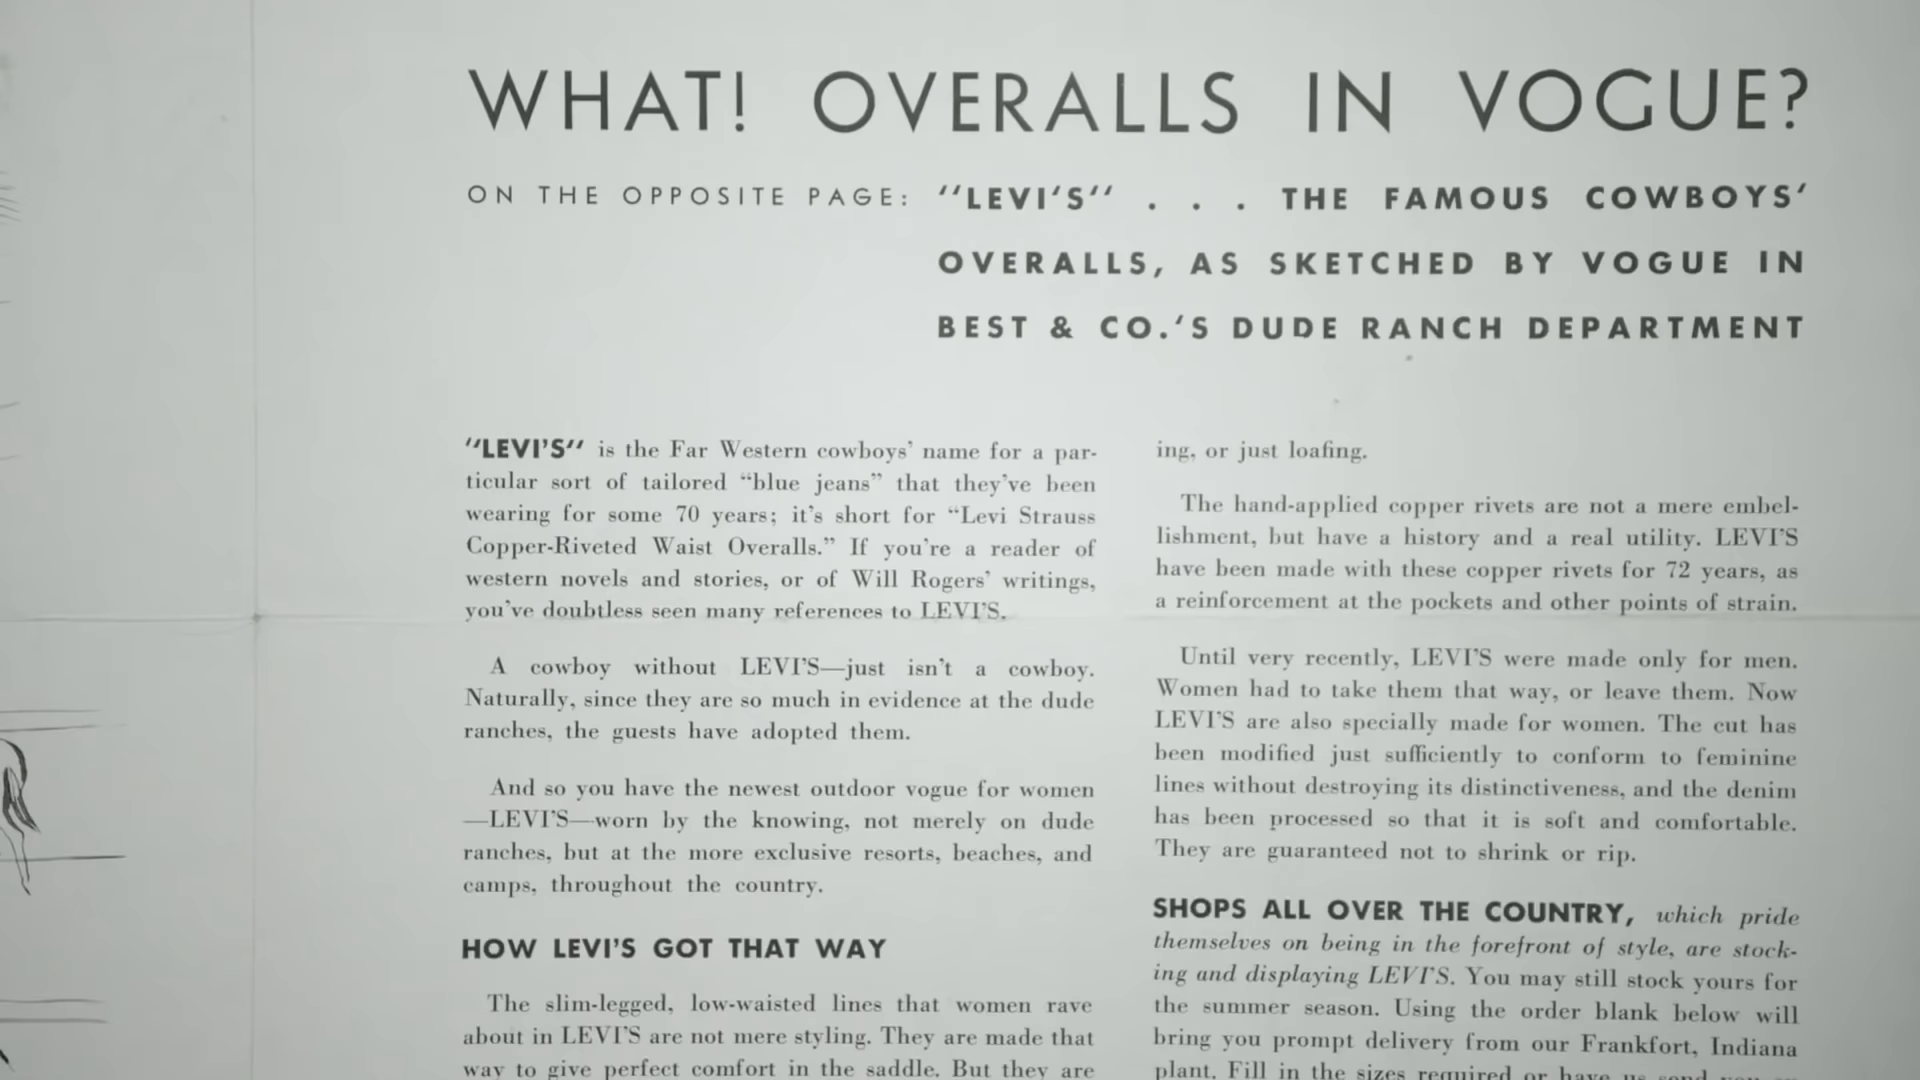 WHAT! OVERALLS IN VOGUE?
ON THE OPPOSITE PAGE: "LEVI'S" . . . THE FAMOUS COWBOYS'
OVERALLS, AS SKETCHED BY VOGUE IN
BEST & CO.'S DUDE RANCH DEPARTMENT
"LEVI'S" is the Far Western cowboys' name for a par-
ticular sort of tailored “blue jeans” that they've been
wearing for some 70 years; it's short for “Levi Strauss
Copper-Riveted Waist Overalls.” If you're a reader of
western novels and stories, or of Will Rogers' writings,
you've doubtless seen many references to LEVI'S.
A cowboy without LEVI'S—just isn't a cowboy.
Naturally, since they are so much in evidence at the dude
ranches, the guests have adopted them.
And so you have the newest outdoor vogue for women
—LEVI'S—worn by the knowing, not merely on dude
ranches, but at the more exclusive resorts, beaches, and
camps, throughout the country.
HOW LEVI'S GOT THAT WAY
The slim-legged, low-waisted lines that women rave
about in LEVI'S are not mere styling. They are made that
way to give perfect comfort in the saddle. But they are
ing, or just loafing.
The hand-applied copper rivets are not a mere embel-
lishment, but have a history and a real utility. LEVI'S
have been made with these copper rivets for 72 years, as
a reinforcement at the pockets and other points of strain.
Until very recently, LEVI'S were made only for men.
Women had to take them that way, or leave them. Now
LEVI'S are also specially made for women. The cut has
been modified just sufficiently to conform to feminine
lines without destroying its distinctiveness, and the denim
has been processed so that it is soft and comfortable.
They are guaranteed not to shrink or rip.
SHOPS ALL OVER THE COUNTRY, which pride
themselves on being in the forefront of style, are stock-
ing and displaying LEVI'S. You may still stock yours for
the summer season. Using the order blank below will
bring you prompt delivery from our Frankfort, Indiana
plant. Fill in the sizes required or have us send